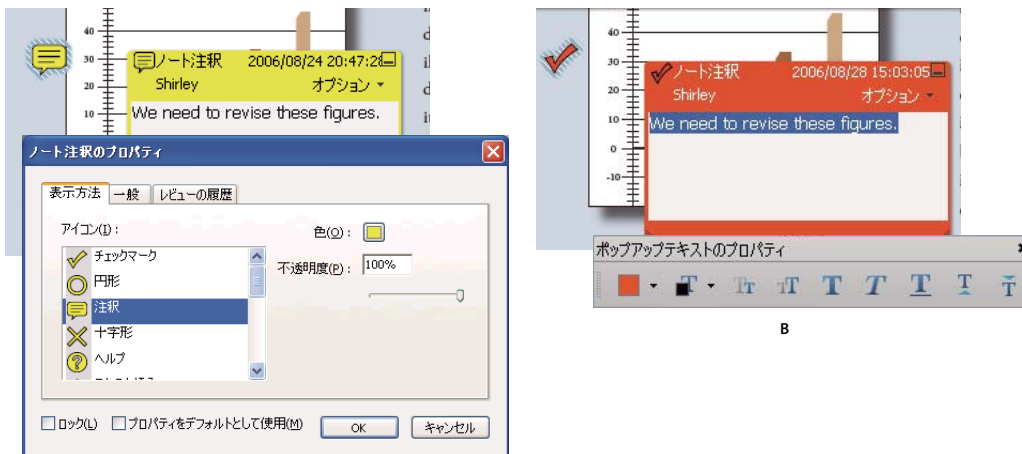 40
30
20
10
ノート注釈 2006/08/24 20:47:28
Shirley オプション
We need to revise these figures.
ノート注釈のプロパティ
表示方法 一般 レビューの履歴
アイコン(I):
チェックマーク
円形
注釈
十字形
ヘルプ
色(O):
不透明度(P): 100%
ロック(L) プロパティをデフォルトとして使用(M) OK キャンセル
40
30
20
10
0
-10
ノート注釈 2006/08/28 15:03:05
Shirley オプション
We need to revise these figures.
ポップアップテキストのプロパティ
B